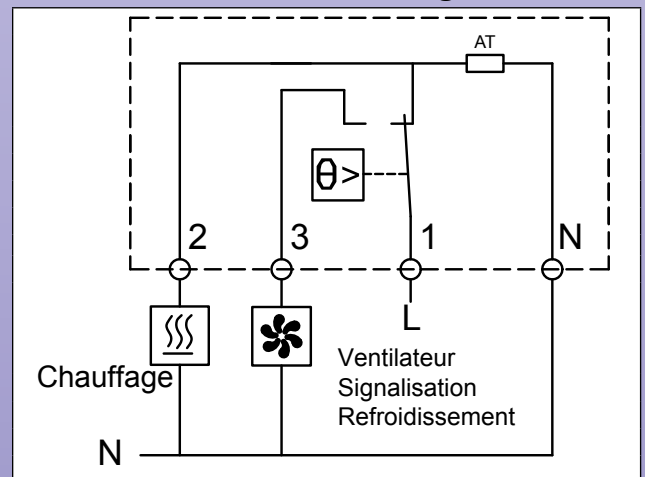 AT
θ>
2 3 1 N
L
Chauffage
Ventilateur
Signalisation
Refroidissement
N